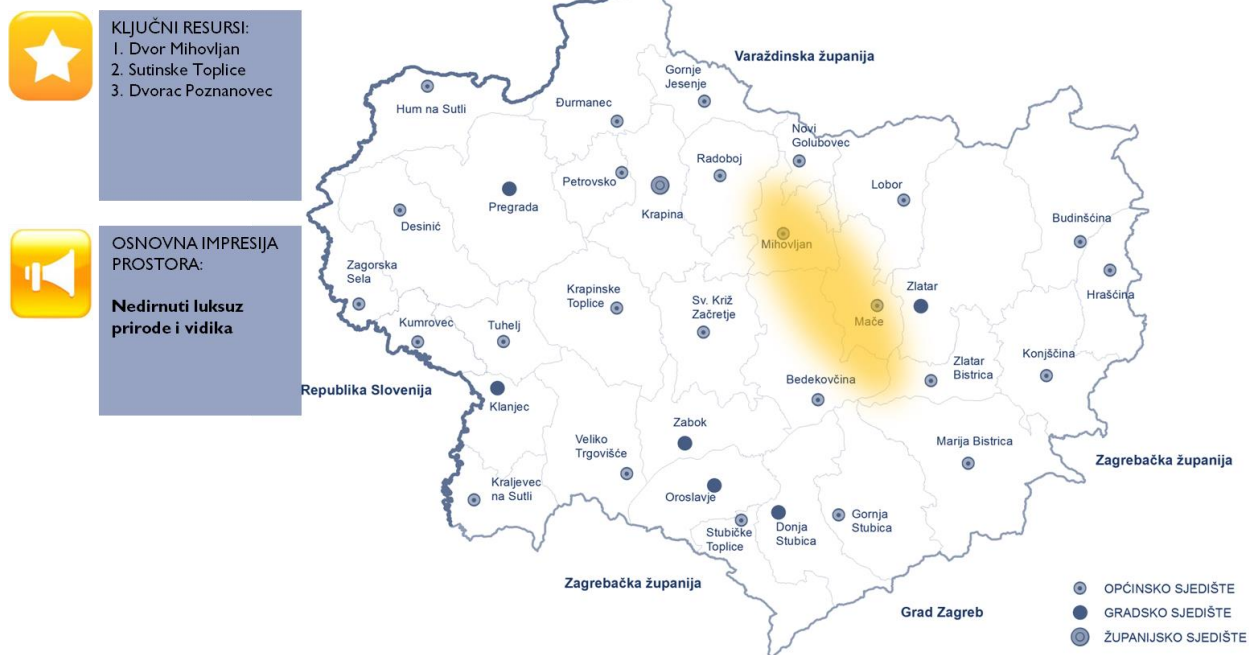 KLJUČNI RESURSI:
1. Dvor Mihovljan
2. Sutinske Toplice
3. Dvorac Poznanovec
OSNOVNA IMPRESIJA
PROSTORA:
Nedirnuti luksuz
prirode i vidika
Varaždinska županija
Gornje
Jesenje
Hum na Sutli
Đurmanec
Novi
Golubovec
Radoboj
Petrovsko
Krapina
Lobor
Pregrada
Desinić
Budinšćina
Mihovljan
Zagorska
Sela
Krapinske
Toplice
Sv. Križ
Začretje
Zlatar
Hrašćina
Mače
Kumrovec
Tuhelj
Zlatar
Bistrica
Konjščina
Bedekovčina
Republika Slovenija
Klanjec
Zabok
Veliko
Trgovišće
Marija Bistrica
Zagrebačka županija
Kraljevec
na Sutli
Oroslavje
Stubičke
Toplice
Donja
Stubica
Gornja
Stubica
Zagrebačka županija
Grad Zagreb
OPĆINSKO SJEDIŠTE
GRADSKO SJEDIŠTE
ŽUPANIJSKO SJEDIŠTE